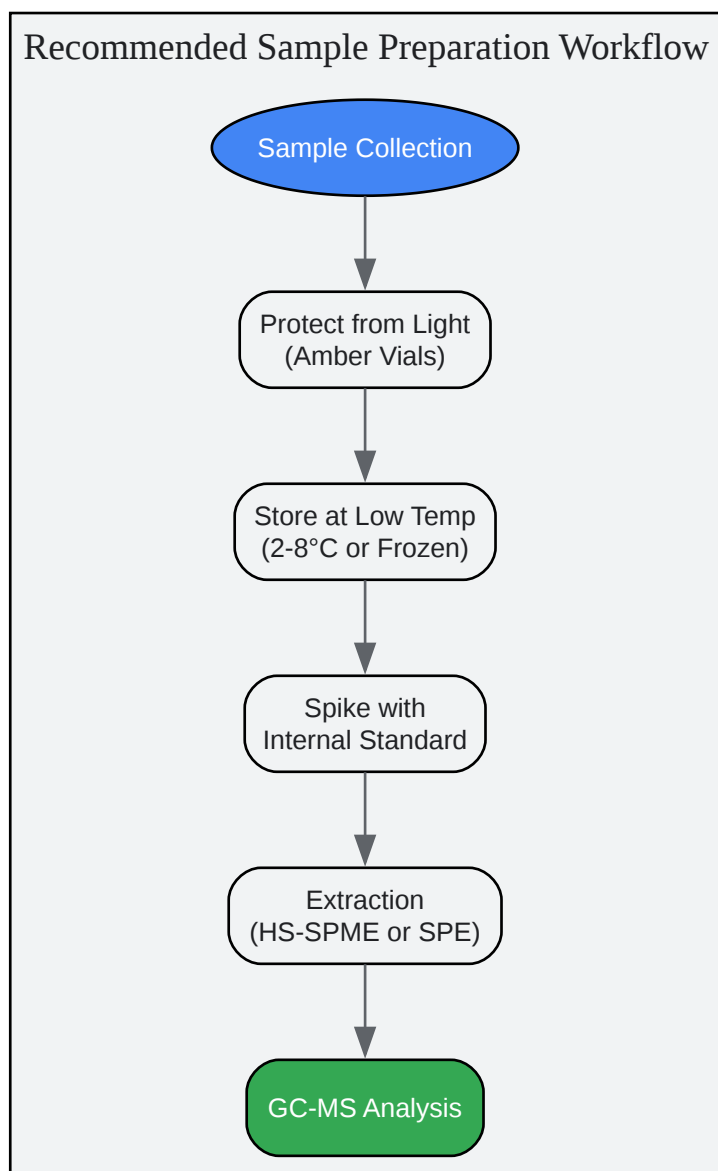 Recommended Sample Preparation Workflow
Sample Collection
Protect from Light
(Amber Vials)
Store at Low Temp
(2-8°C or Frozen)
Spike with
Internal Standard
Extraction
(HS-SPME or SPE)
GC-MS Analysis